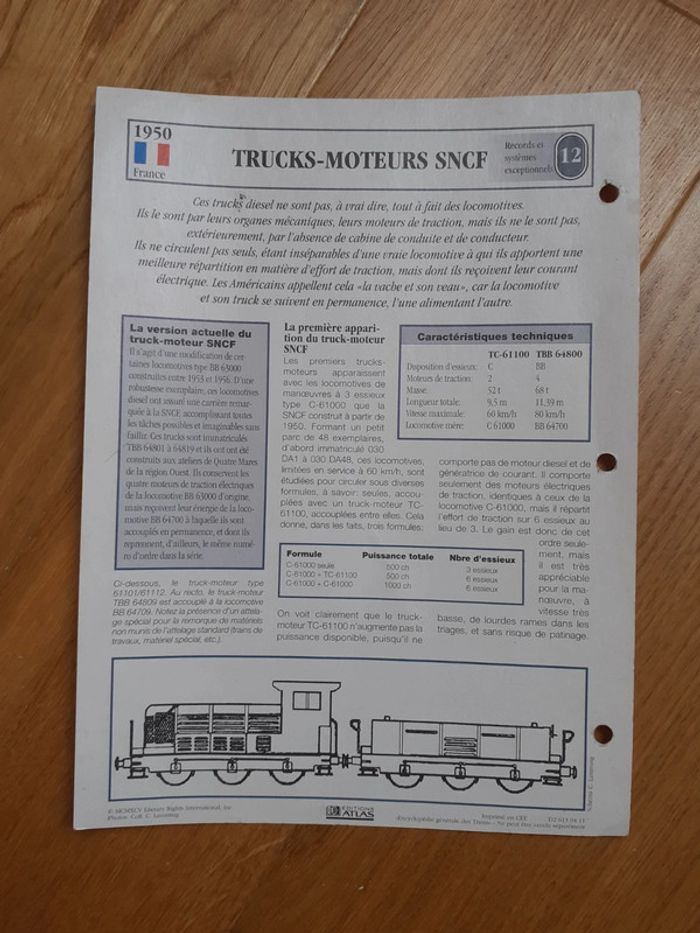 1950
France
TRUCKS-MOTEURS SNCF
Records et
systèmes
exceptionnels
12
Ces trucks diesel ne sont pas, à vrai dire, tout à fait des locomotives.
Ils le sont par leurs organes mécaniques, leurs moteurs de traction, mais ils ne le sont pas,
extérieurement, par l'absence de cabine de conduite et de conducteur.
Ils ne circulent pas seuls, étant inséparables d'une vraie locomotive à qui ils apportent une
meilleure répartition en matière d'effort de traction, mais dont ils reçoivent leur courant
électrique. Les Américains appellent cela «la vache et son veau», car la locomotive
et son truck se suivent en permanence, l'une alimentant l'autre.
La version actuelle du
truck-moteur SNCF
Il s'agit d'une modification de cer-
taines locomotives type BB 63000
construites entre 1953 et 1956. D'une
robustesse exemplaire, ces locomotives
diesel ont assuré une carrière remar-
quée à la SNCF, accomplissant toutes
les tâches possibles et imaginables sans
faillir. Ces trucks sont immatriculés
TBB 64801 à 64819 et ils ont été
construits aux ateliers de Quatre Mares
de la région Ouest. Ils conservent les
quatre moteurs de traction électriques
de la locomotive BB 63000 d'origine,
mais reçoivent leur énergie de la loco-
motive BB 64700 à laquelle ils sont
accouplés en permanence, et dont ils
reprennent, d'ailleurs, le même numé-
ro d'ordre dans la série.
Ci-dessous, le truck-moteur type
61101/61112. Au recto, le truck-moteur
TBB 64809 est accouplé à la locomotive
BB 64709. Notez la présence d'un attela-
ge spécial pour la remorque de matériels
non munis de l'attelage standard (trains de
travaux, matériel spécial, etc.).
La première appari-
tion du truck-moteur
SNCF
Les premiers trucks-
moteurs apparaissent
avec les locomotives de
manœuvres à 3 essieux
type C-61000 que la
SNCF construit à partir de
1950. Formant un petit
parc de 48 exemplaires,
d'abord immatriculé 030
DA1 à 030 DA48, ces locomotives,
limitées en service à 60 km/h, sont
étudiées pour circuler sous diverses
formules, à savoir: seules, accou-
plées avec un truck-moteur TC-
61100, accouplées entre elles. Cela
donne, dans les faits, trois formules:
Caractéristiques techniques
TC-61100 TBB 64800
Disposition d'essieux: C BB
Moteurs de traction: 2 4
Masse: 52 t 68 t
Longueur totale: 9,5 m 11,39 m
Vitesse maximale: 60 km/h 80 km/h
Locomotive mère: C 61000 BB 64700
Formule Puissance totale Nbre d'essieux
C-61000 seule 500 ch 3 essieux
C-61000 + TC-61100 500 ch 6 essieux
C-61000 + C-61000 1000 ch 6 essieux
On voit clairement que le truck-
moteur TC-61100 n'augmente pas la
puissance disponible, puisqu'il ne
comporte pas de moteur diesel et de
génératrice de courant. Il comporte
seulement des moteurs électriques
de traction, identiques à ceux de la
locomotive C-61000, mais il répartit
l'effort de traction sur 6 essieux au
lieu de 3. Le gain est donc de cet
ordre seule-
ment, mais
il est très
appréciable
pour la ma-
nœuvre, à
vitesse très
basse, de lourdes rames dans les
triages, et sans risque de patinage.
© MCMXCV Editory Rights International, Inc
Photos: Coll. C. Lamming
EDITIONS
ATLAS
Imprimé en CEE
Encyclopédie générale des Trains – Ne peut être vendu séparément